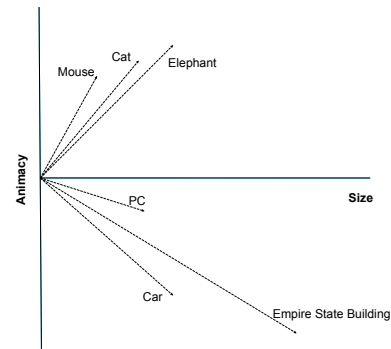 Cat
Elephant
Mouse
Animacy
Size
PC
Car
Empire State Building